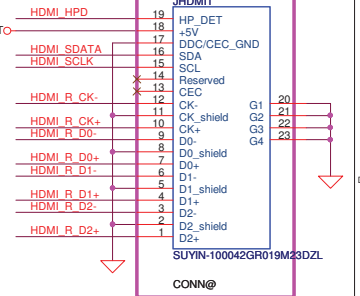 JHDMI1
HDMI_HPD 19 HP_DET
18 +5V
17 DDC/CEC_GND
HDMI_SDATA 16 SDA
HDMI_SCLK 15 SCL
14 Reserved
13 CEC
HDMI_R_CK- 12 CK- G1 20
11 CK_shield G2 21
HDMI_R_CK+ 10 CK+ G3 22
HDMI_R_D0- 9 D0- G4 23
8 D0_shield
HDMI_R_D0+ 7 D0+
HDMI_R_D1- 6 D1-
5 D1_shield
HDMI_R_D1+ 4 D1+
HDMI_R_D2- 3 D2-
2 D2_shield
HDMI_R_D2+ 1 D2+
SUYIN-100042GR019M23DZL
CONN@